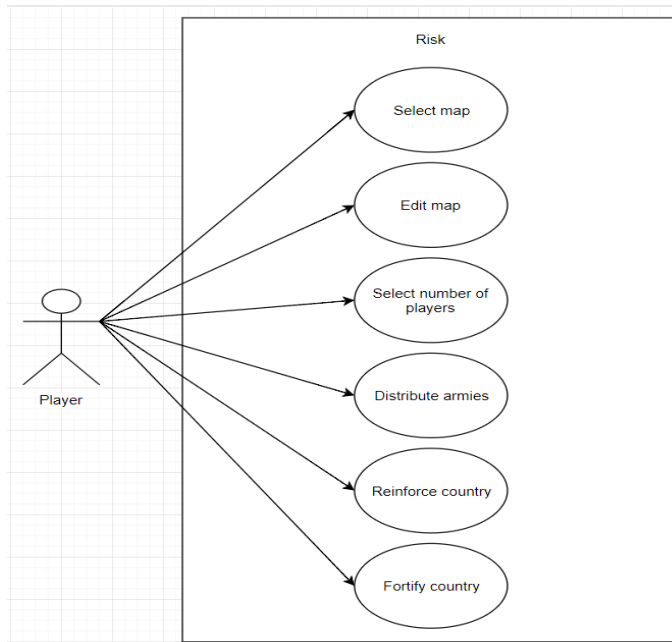 Risk
Select map
Edit map
Select number of
players
Distribute armies
Player
Reinforce country
Fortify country